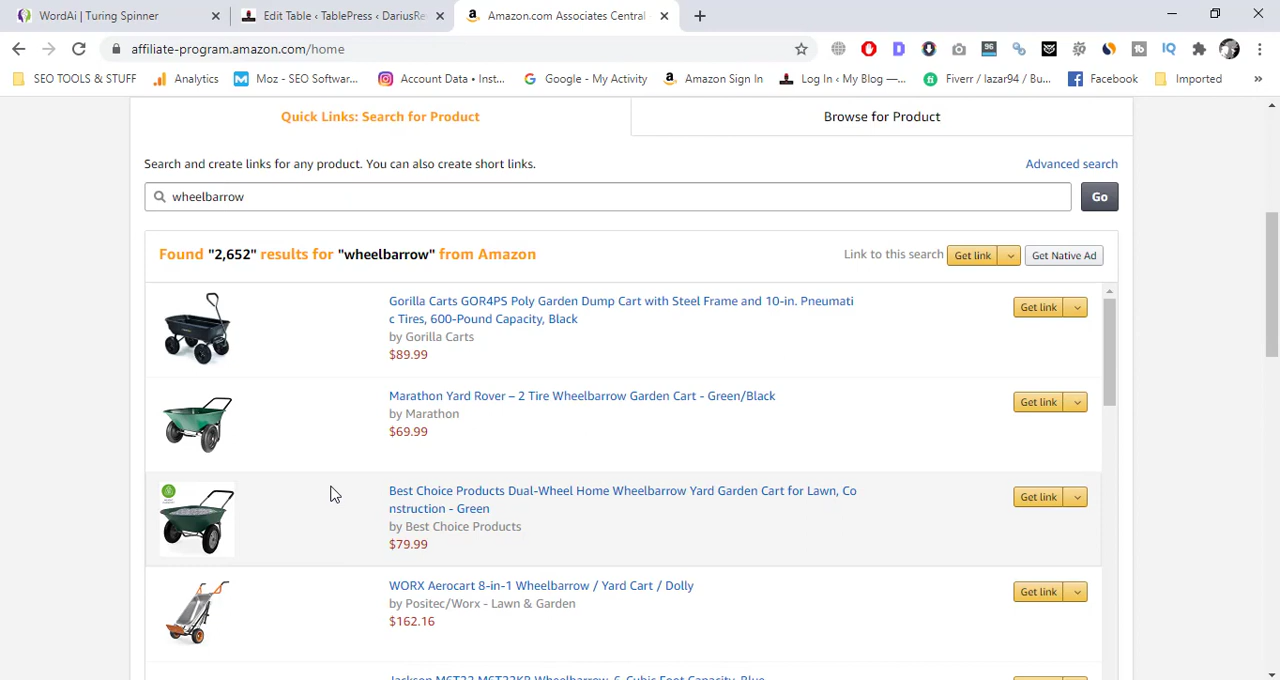 WordAi | Turing Spinner
Edit Table ‹ TablePress ‹ DariusRe
Amazon.com Associates Central
affiliate-program.amazon.com/home
96
IQ
SEO TOOLS & STUFF
Analytics
Moz - SEO Software...
Account Data • Inst...
Google - My Activity
Amazon Sign In
Log In ‹ My Blog —...
Fiverr / lazar94 / Bu...
Facebook
Imported
»
Quick Links: Search for Product
Browse for Product
Search and create links for any product. You can also create short links.
Advanced search
wheelbarrow
Go
Found "2,652" results for "wheelbarrow" from Amazon
Link to this search
Get link
Get Native Ad
Gorilla Carts GOR4PS Poly Garden Dump Cart with Steel Frame and 10-in. Pneumati
c Tires, 600-Pound Capacity, Black
by Gorilla Carts
$89.99
Get link
Marathon Yard Rover – 2 Tire Wheelbarrow Garden Cart - Green/Black
by Marathon
$69.99
Get link
Best Choice Products Dual-Wheel Home Wheelbarrow Yard Garden Cart for Lawn, Co
nstruction - Green
by Best Choice Products
$79.99
Get link
WORX Aerocart 8-in-1 Wheelbarrow / Yard Cart / Dolly
by Positec/Worx - Lawn & Garden
$162.16
Get link
Jackson M6T22 M6T22KB Wheelbarrow, 6-Cubic Foot Capacity, Blue